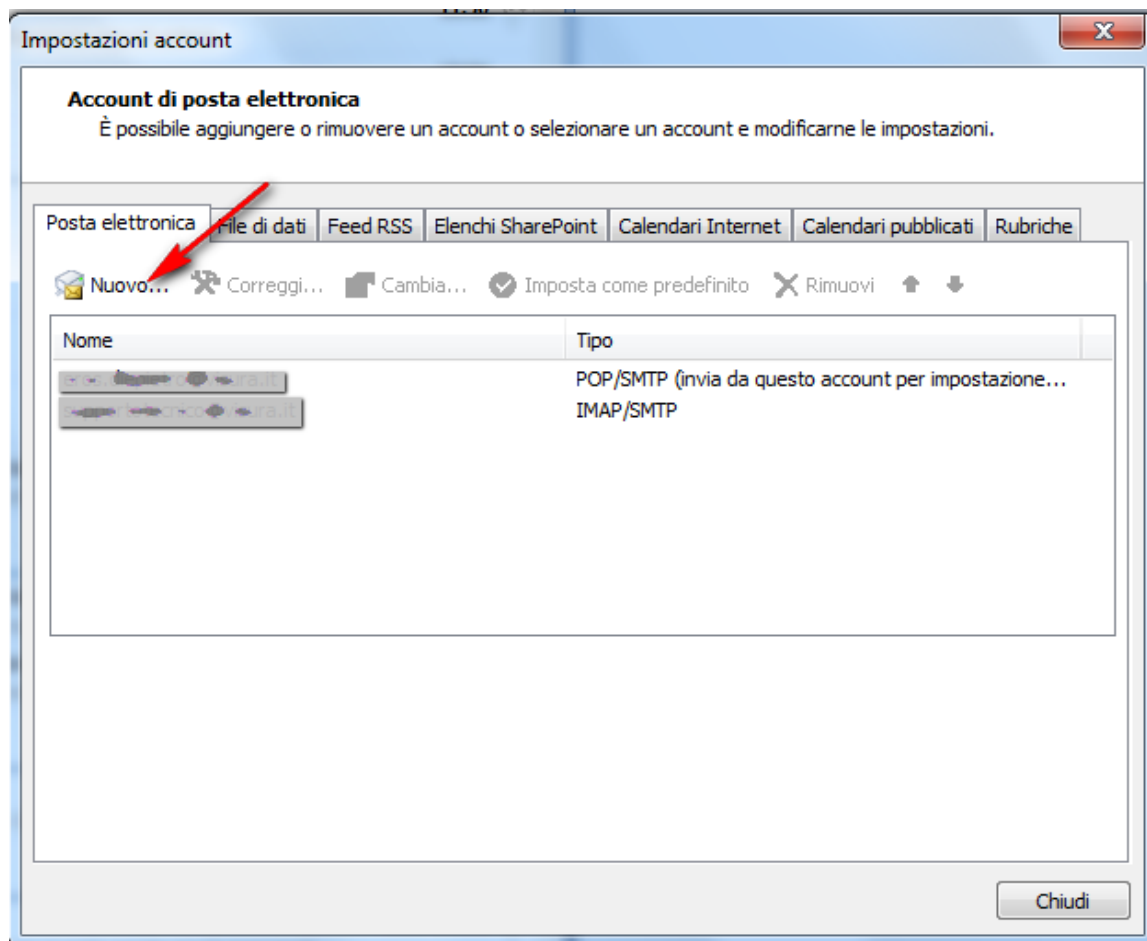 Impostazioni account
Account di posta elettronica
È possibile aggiungere o rimuovere un account o selezionare un account e modificarne le impostazioni.
Posta elettronica File di dati Feed RSS Elenchi SharePoint Calendari Internet Calendari pubblicati Rubriche
Nuovo... Correggi... Cambia... Imposta come predefinito Rimuovi
Nome Tipo
POP/SMTP (invia da questo account per impostazione...
IMAP/SMTP
Chiudi